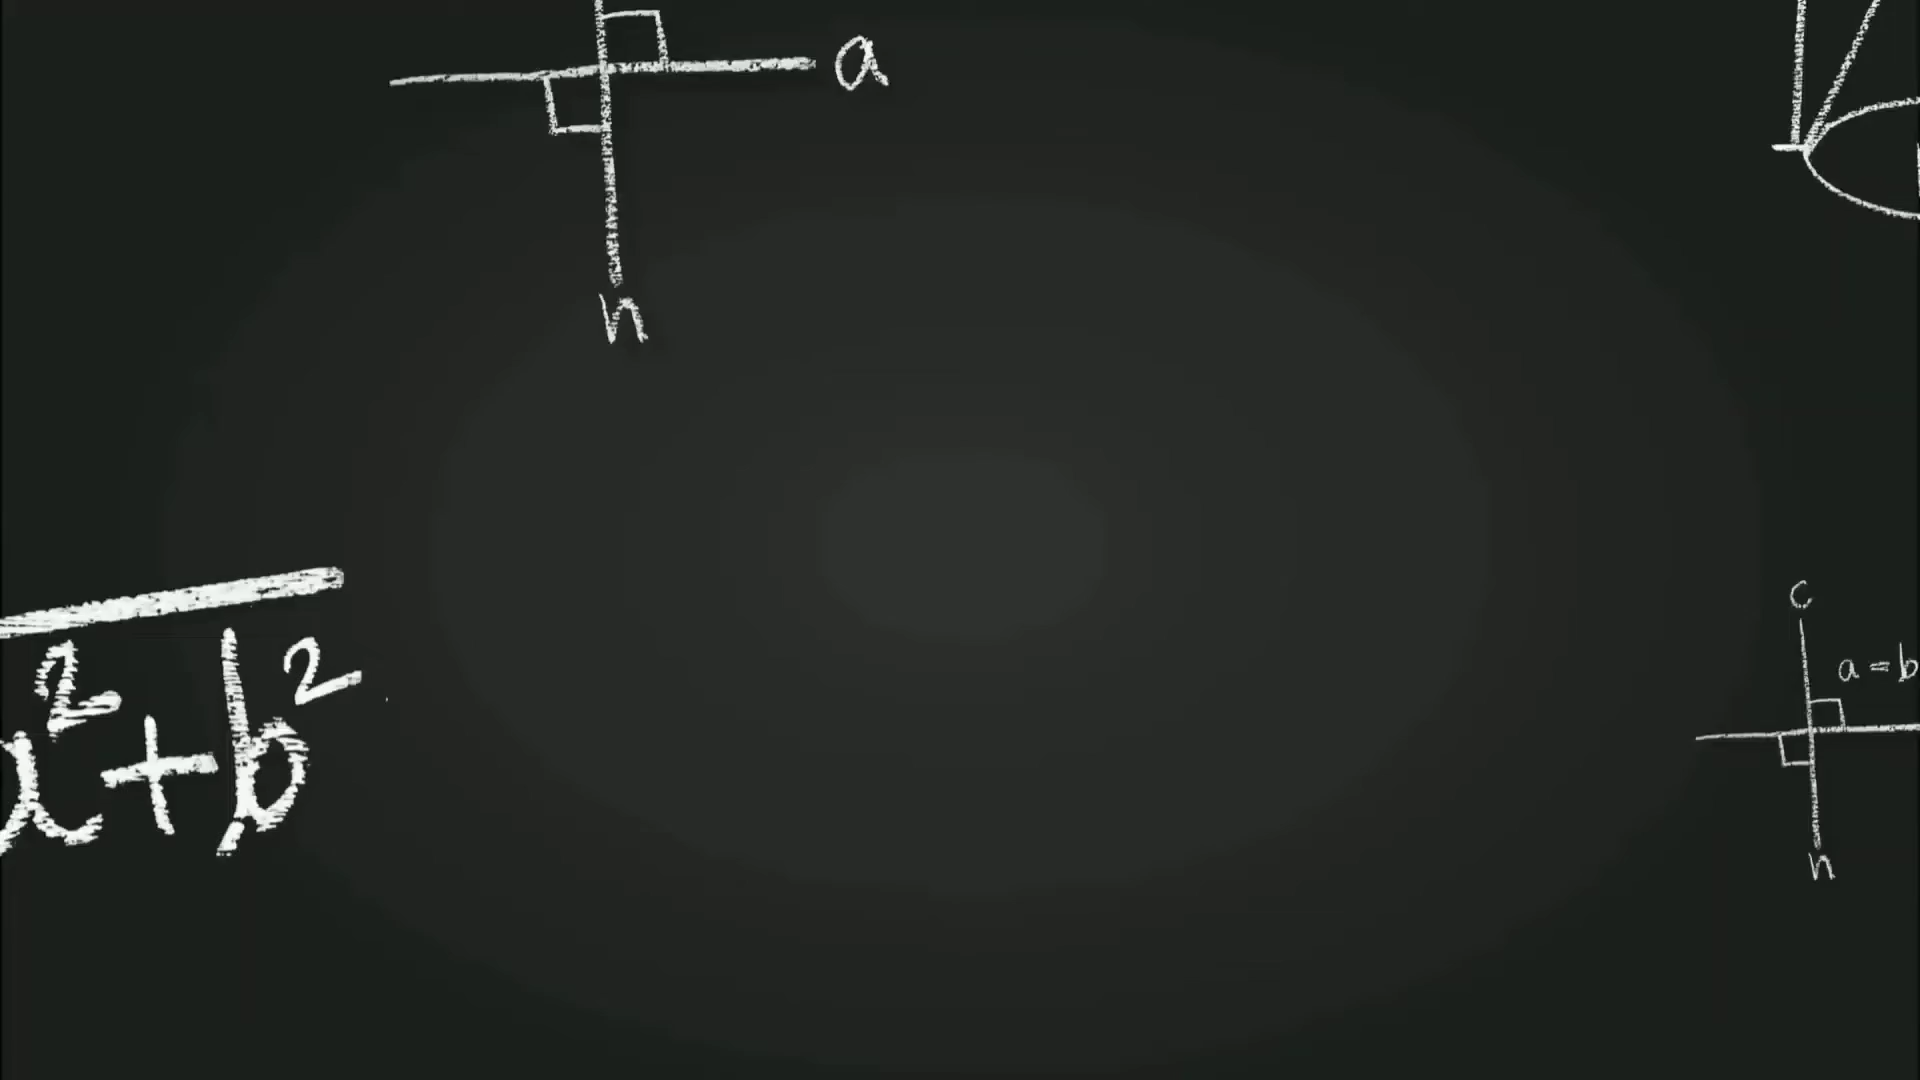 a
n
c
a = b
a² + b²
n